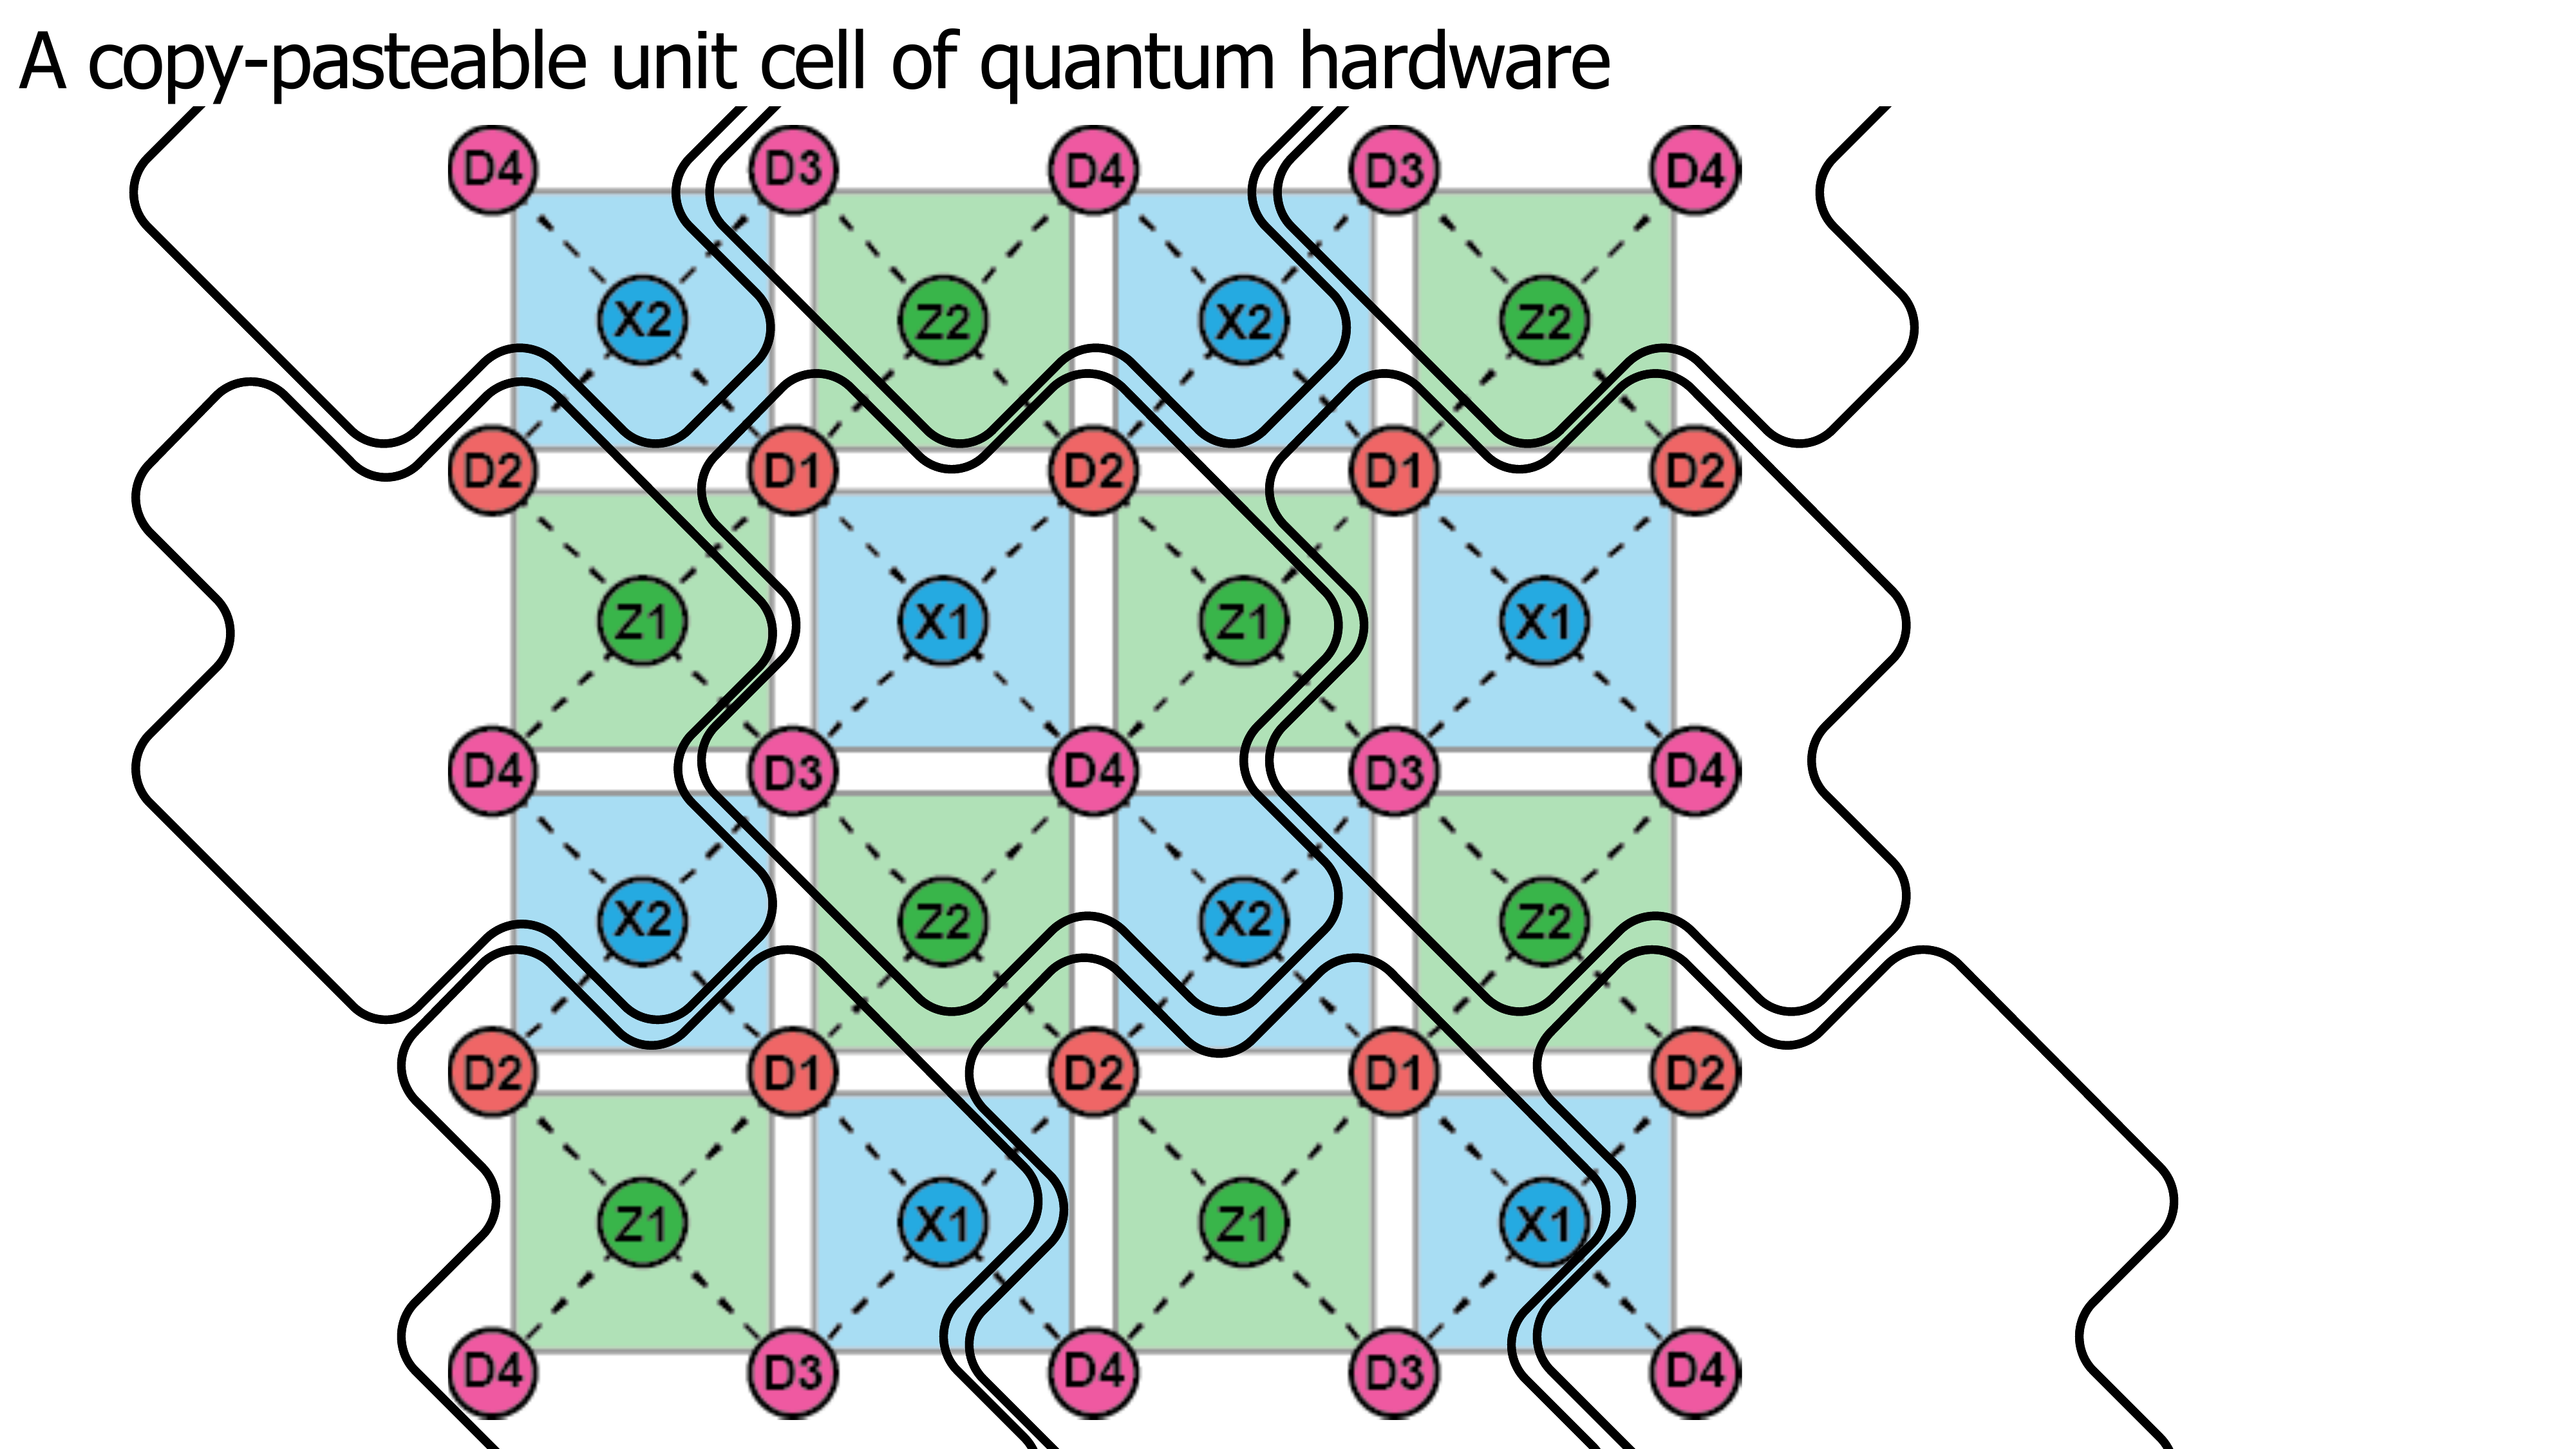 A copy-pasteable unit cell of quantum hardware
D4 D3 D4 D3 D4
X2 Z2 X2 Z2
D2 D1 D2 D1 D2
Z1 X1 Z1 X1
D4 D3 D4 D3 D4
X2 Z2 X2 Z2
D2 D1 D2 D1 D2
Z1 X1 Z1 X1
D4 D3 D4 D3 D4